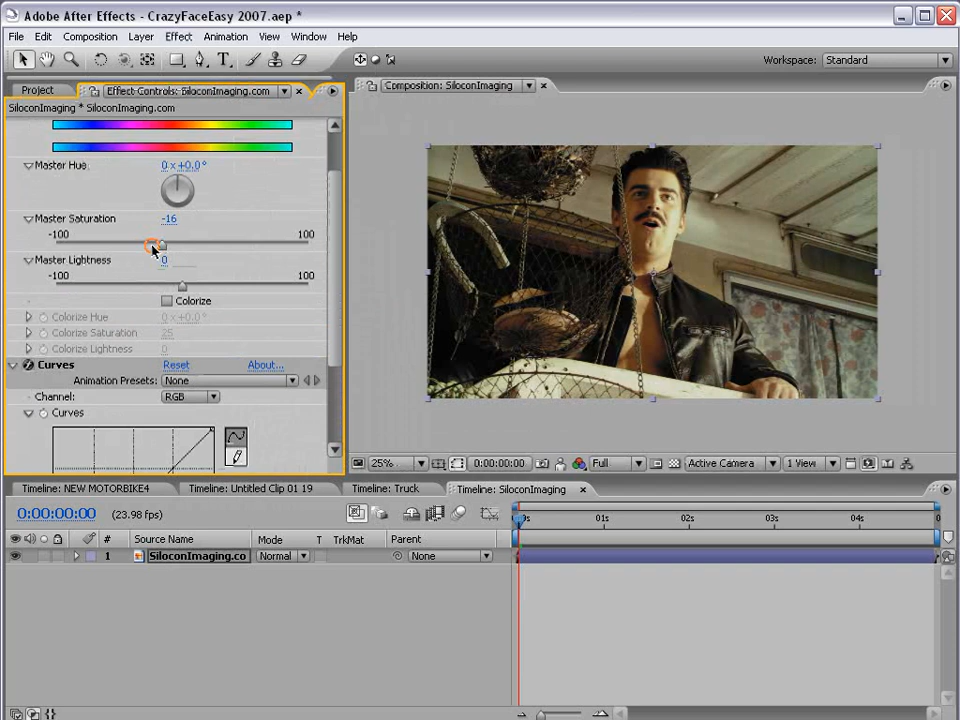 Adobe After Effects - CrazyFaceEasy 2007.aep *
File Edit Composition Layer Effect Animation View Window Help
Workspace: Standard
Project Effect Controls: SiloconImaging.com
Composition: SiloconImaging
SiloconImaging * SiloconImaging.com
Master Hue 0 x +0.0°
Master Saturation -16
-100 100
Master Lightness 0
-100 100
Colorize
Colorize Hue 0 x +0.0°
Colorize Saturation 25
Colorize Lightness 0
Curves Reset About...
Animation Presets: None
Channel: RGB
Curves
25% 0:00:00:00 Full Active Camera 1 View
Timeline: NEW MOTORBIKE4 Timeline: Untitled Clip 01 19 Timeline: Truck Timeline: SiloconImaging
0:00:00:00 (23.98 fps)
01s 02s 03s 04s 0
# Source Name Mode T TrkMat Parent
1 SiloconImaging.co Normal None